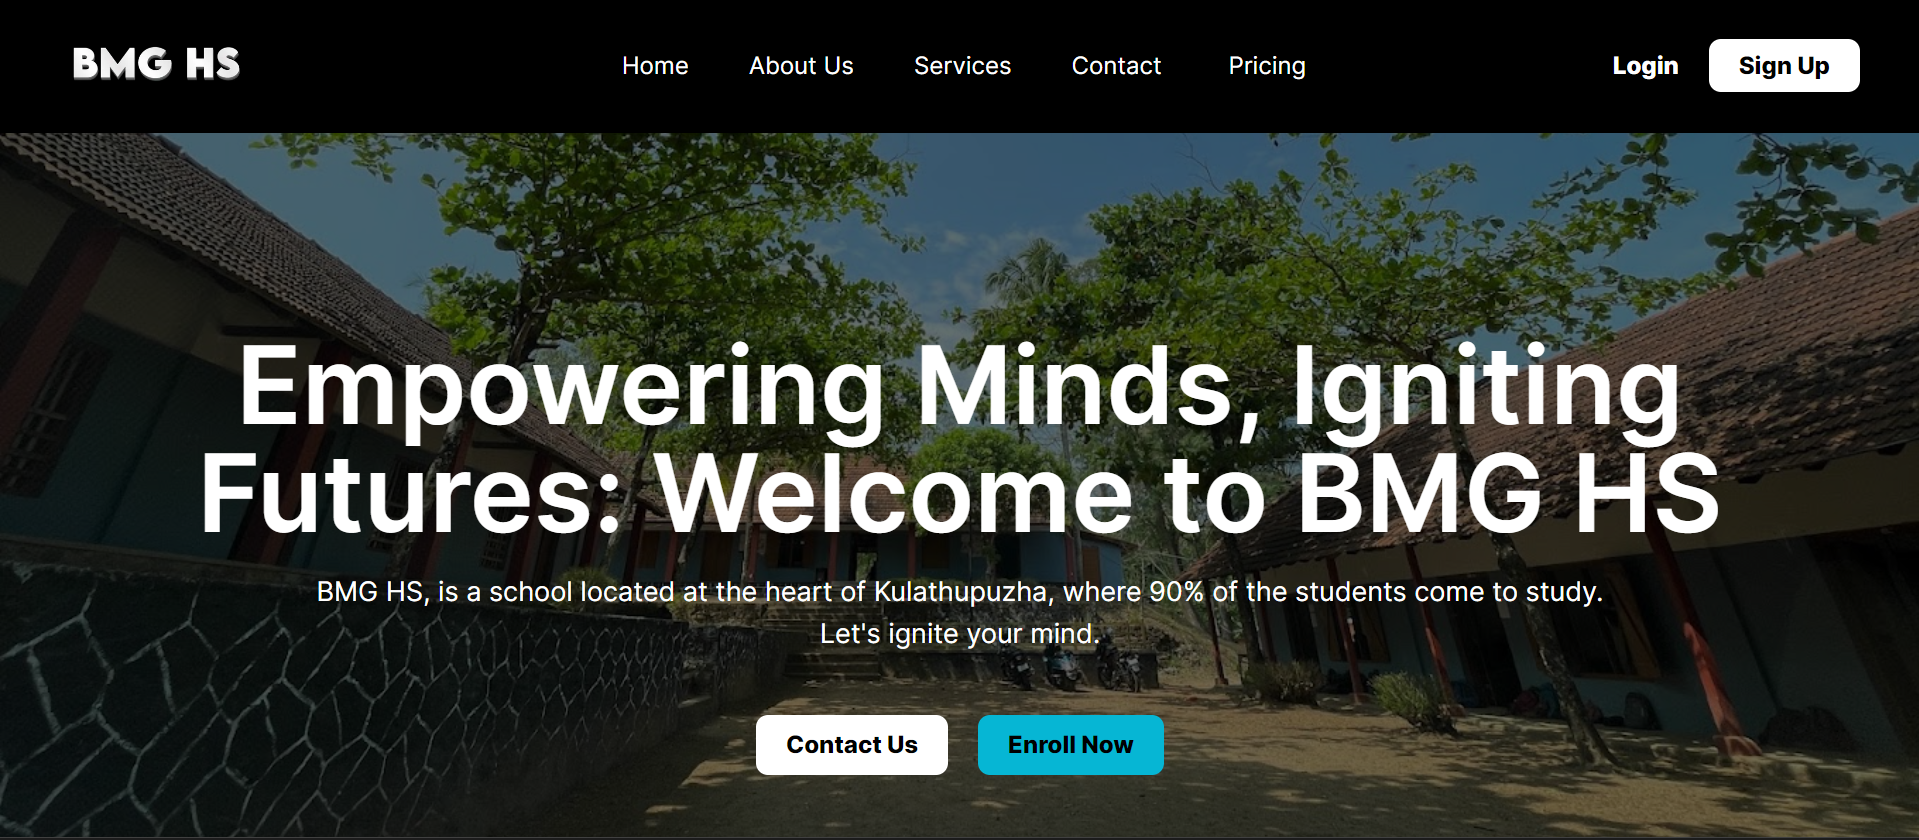 BMG HS
Home
About Us
Services
Contact
Pricing
Login
Sign Up
Empowering Minds, Igniting
Futures: Welcome to BMG HS
BMG HS, is a school located at the heart of Kulathupuzha, where 90% of the students come to study.
Let's ignite your mind.
Contact Us
Enroll Now